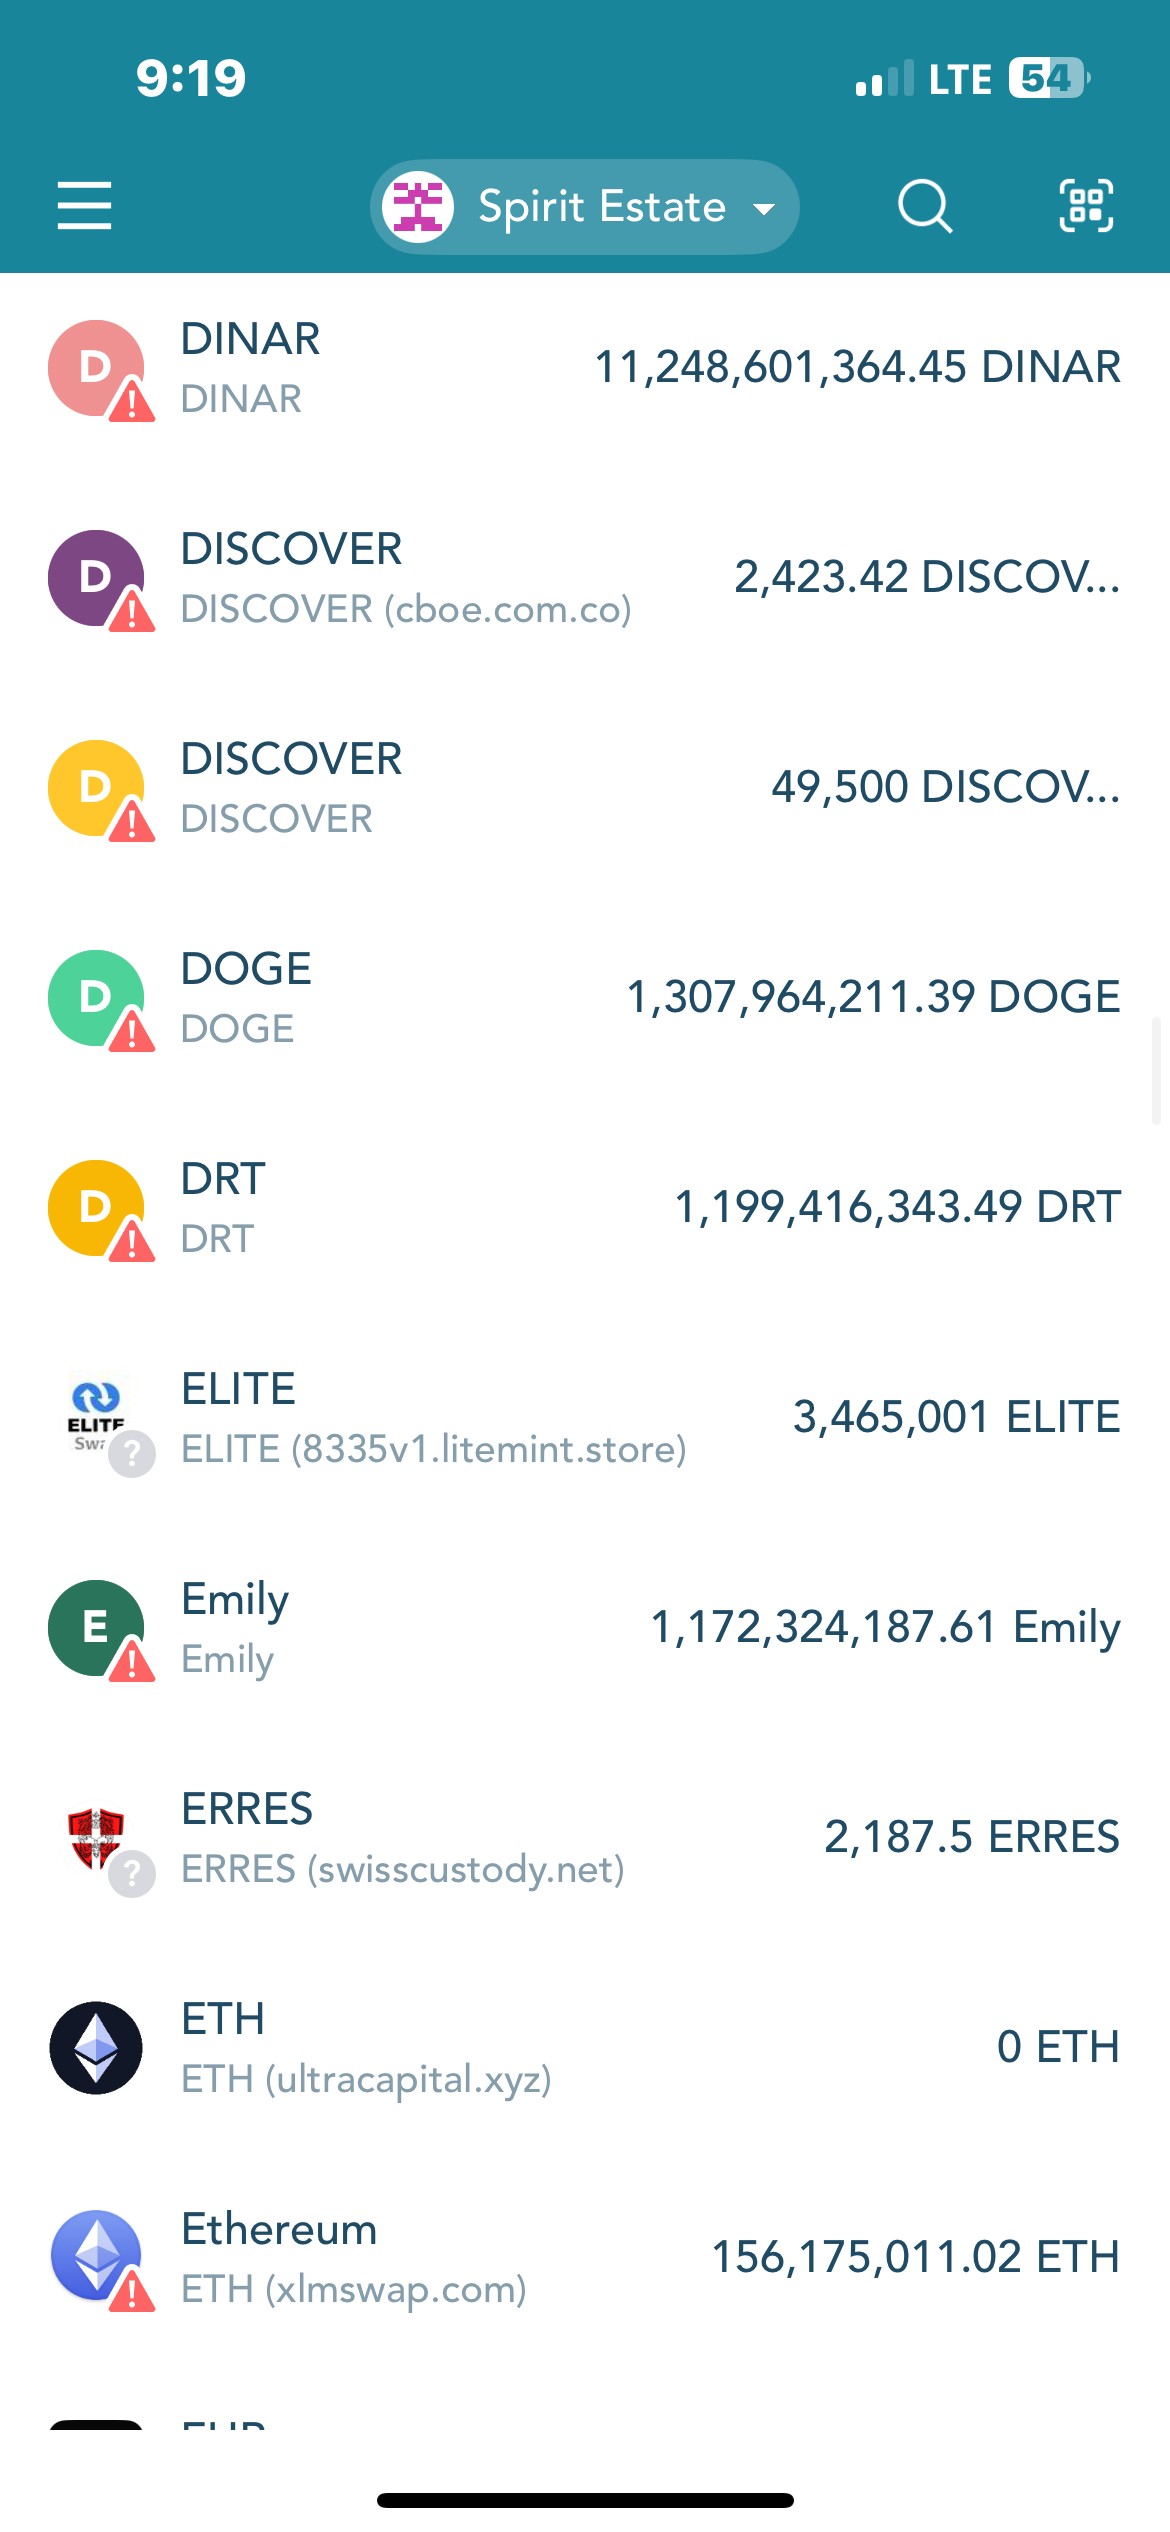 9:19
LTE 54
Spirit Estate
D DINAR
DINAR
11,248,601,364.45 DINAR
D DISCOVER
DISCOVER (cboe.com.co)
2,423.42 DISCOV...
D DISCOVER
DISCOVER
49,500 DISCOV...
D DOGE
DOGE
1,307,964,211.39 DOGE
D DRT
DRT
1,199,416,343.49 DRT
ELITE
ELITE
ELITE (8335v1.litemint.store)
3,465,001 ELITE
E Emily
Emily
1,172,324,187.61 Emily
ERRES
ERRES (swisscustody.net)
2,187.5 ERRES
ETH
ETH (ultracapital.xyz)
0 ETH
Ethereum
ETH (xlmswap.com)
156,175,011.02 ETH